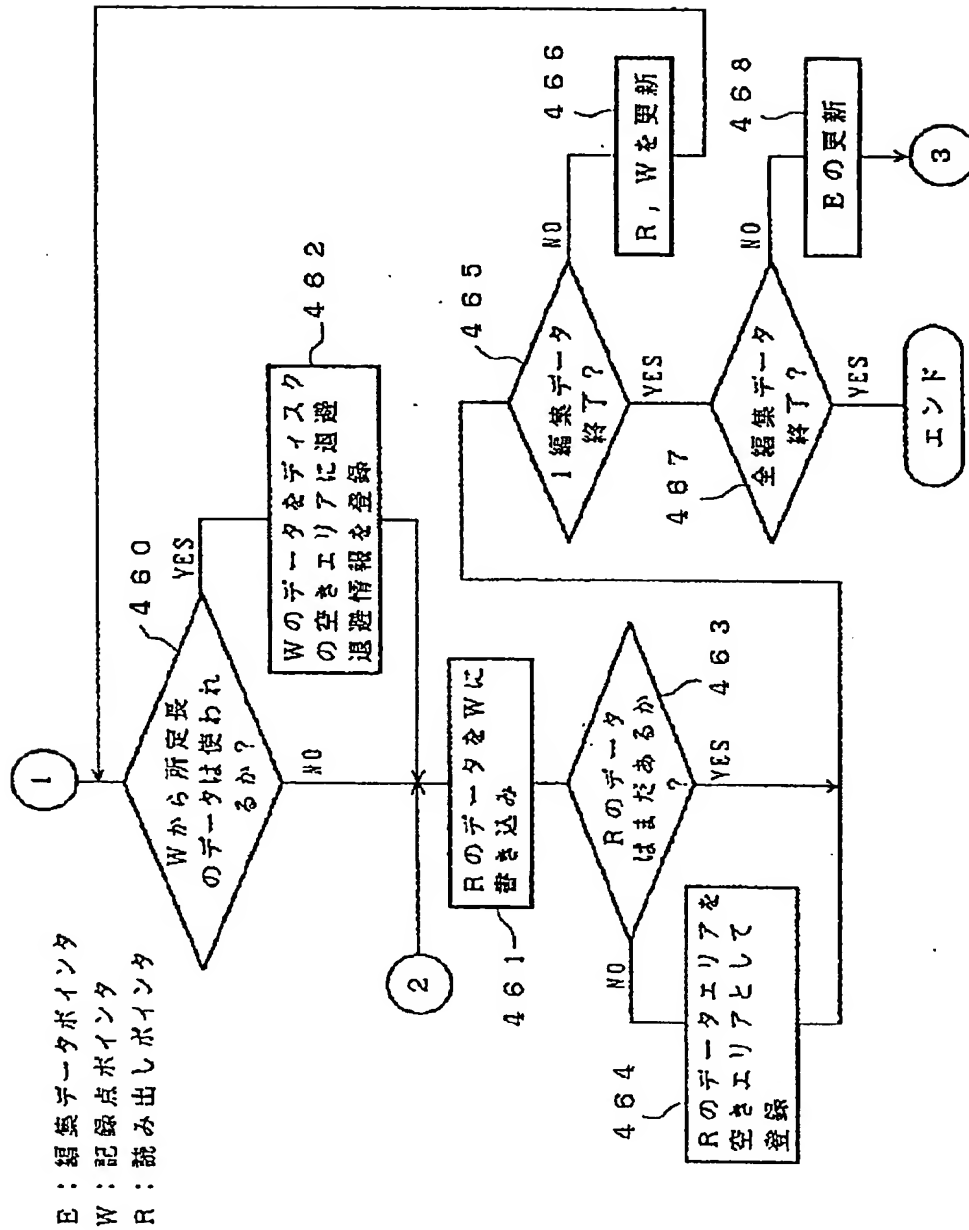 E:編集データポインタ
W:記録点ポインタ
R:読み出しポインタ
1
Wから所定長
のデータは使われ
るか?
460
YES
NO
Wのデータをディスク
の空きエリアに退避
退避情報を登録
482
2
RのデータをWに
書き込み
461
Rのデータ
はまだあるか
?
463
NO
YES
Rのデータエリアを
空きエリアとして
登録
464
1編集データ
終了?
465
NO
YES
R,Wを更新
466
全編集データ
終了?
467
NO
YES
Eの更新
468
3
エンド